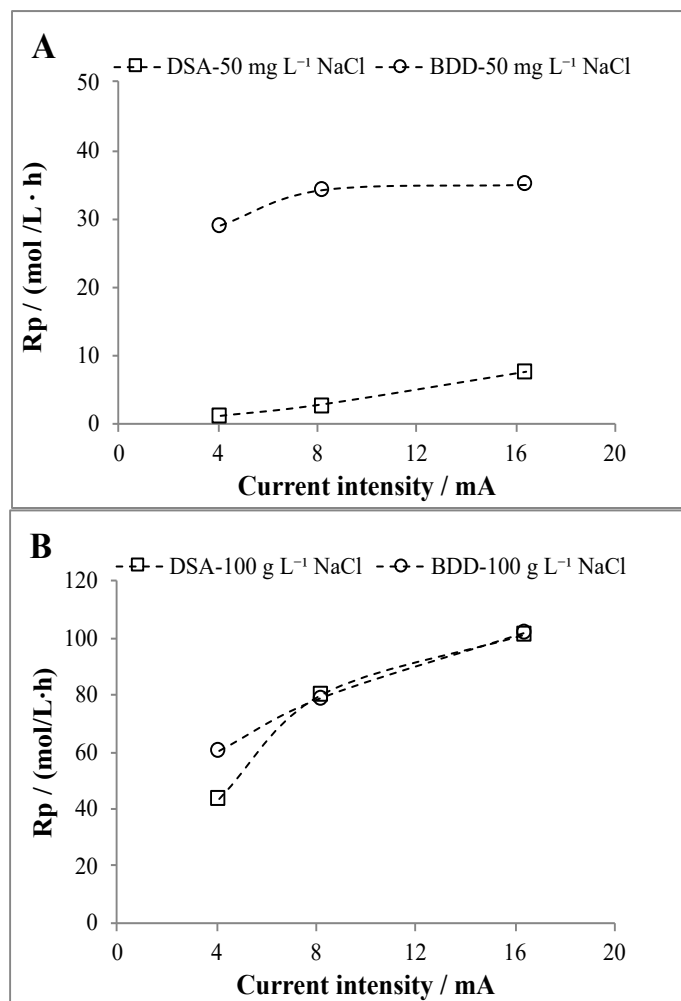 A
DSA-50 mg L⁻¹ NaCl BDD-50 mg L⁻¹ NaCl
50
40
30
20
10
0
Rp / (mol /L · h)
0 4 8 12 16 20
Current intensity / mA
B
DSA-100 g L⁻¹ NaCl BDD-100 g L⁻¹ NaCl
120
100
80
60
40
20
0
Rp / (mol/L·h)
0 4 8 12 16 20
Current intensity / mA